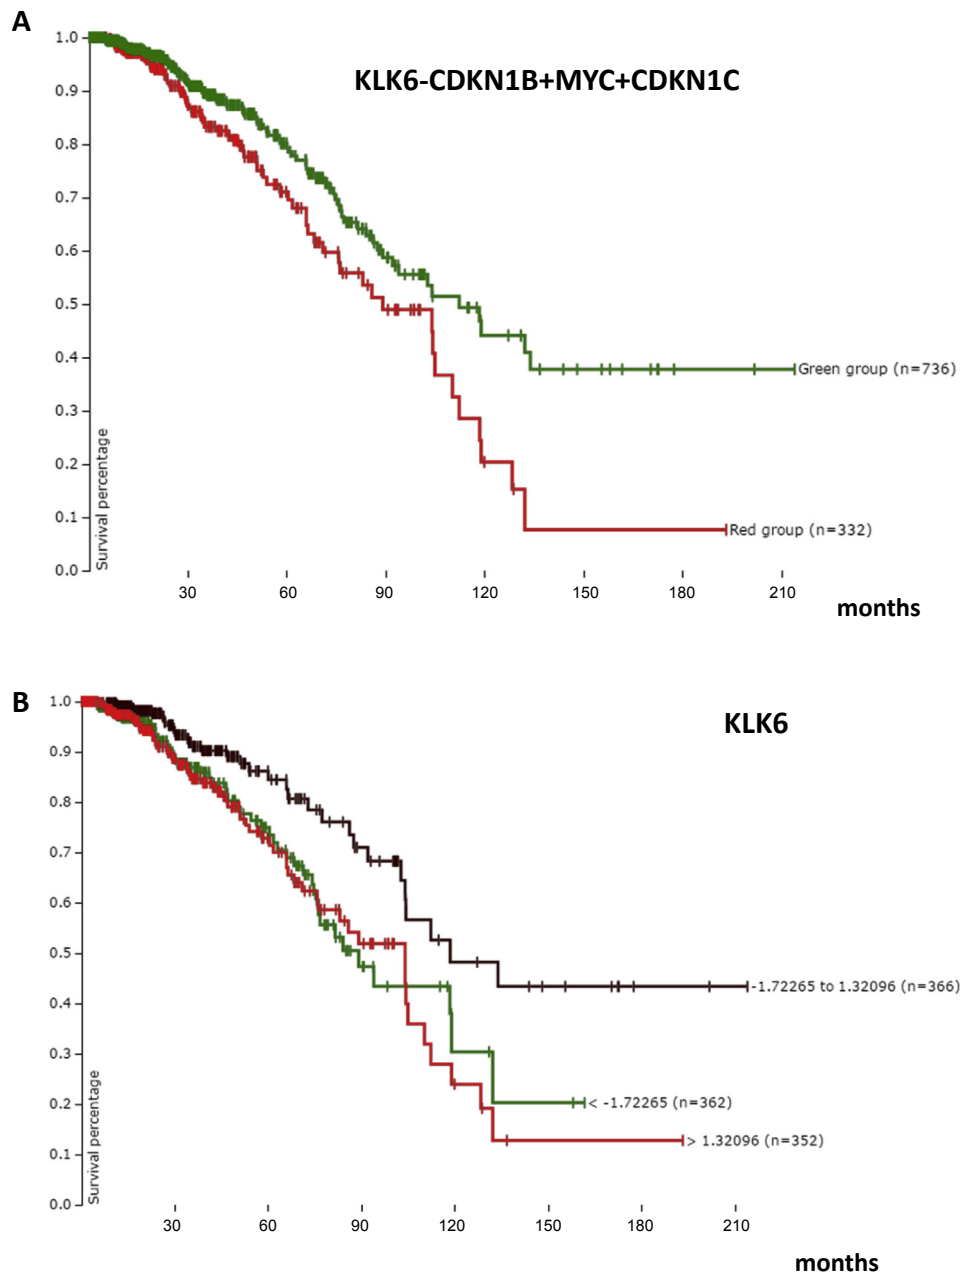 A
KLK6-CDKN1B+MYC+CDKN1C
1.0
0.9
0.8
0.7
0.6
0.5
0.4
0.3
0.2
0.1
0.0
Survival percentage
Green group (n=736)
Red group (n=332)
30 60 90 120 150 180 210
months
B
KLK6
1.0
0.9
0.8
0.7
0.6
0.5
0.4
0.3
0.2
0.1
0.0
Survival percentage
-1.72265 to 1.32096 (n=366)
< -1.72265 (n=362)
> 1.32096 (n=352)
30 60 90 120 150 180 210
months